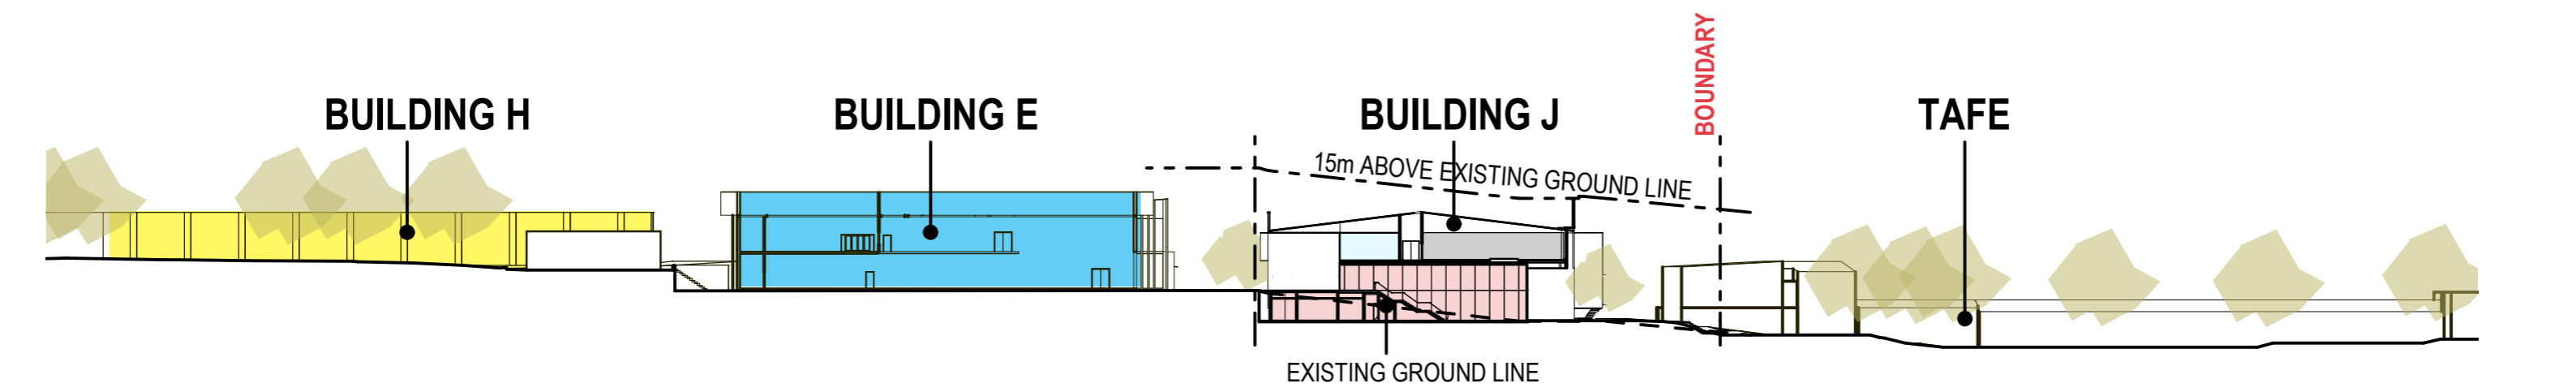 BUILDING H
BUILDING E
BUILDING J
BOUNDARY
TAFE
15m ABOVE EXISTING GROUND LINE
EXISTING GROUND LINE